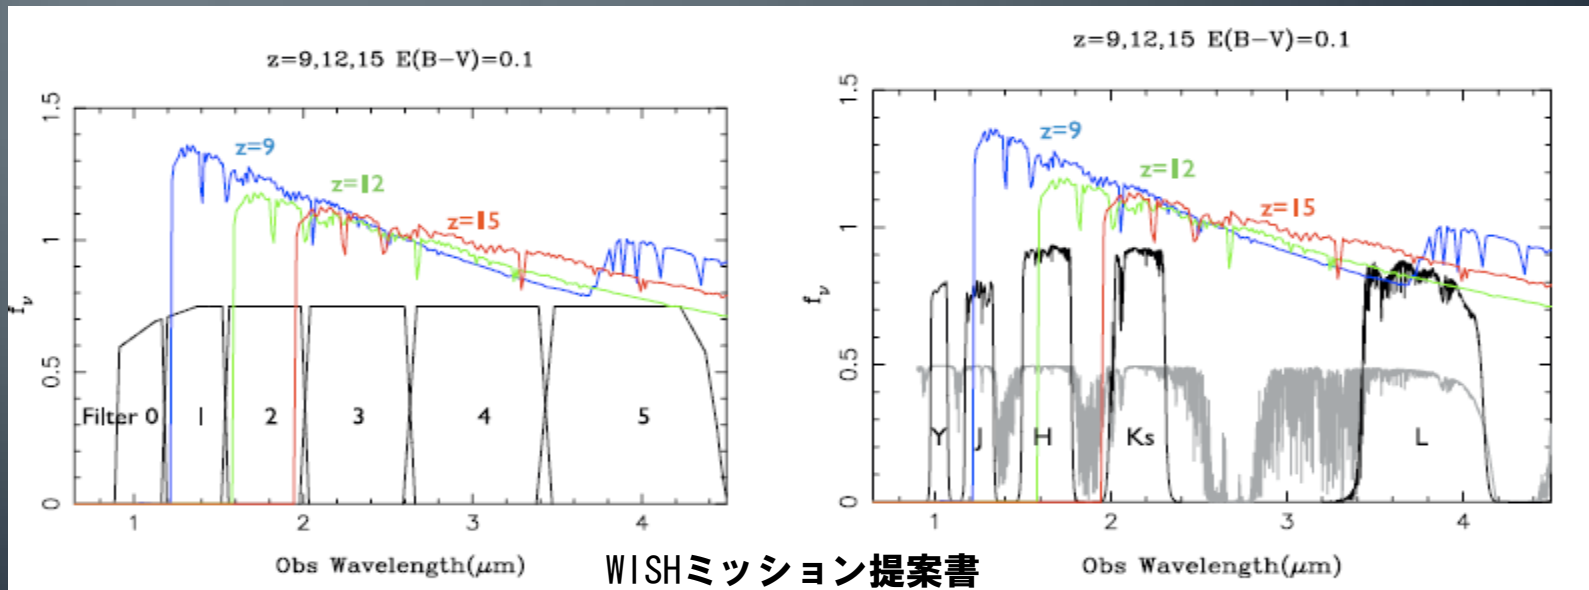 z=9,12,15 E(B−V)=0.1
1.5
1
0.5
0
fν
z=9
z=12
z=15
Filter 0
1
2
3
4
5
1
2
3
4
Obs Wavelength(μm)
z=9,12,15 E(B−V)=0.1
1.5
1
0.5
0
fν
z=9
z=12
z=15
Y
J
H
Ks
L
1
2
3
4
Obs Wavelength(μm)
WISHミッション提案書